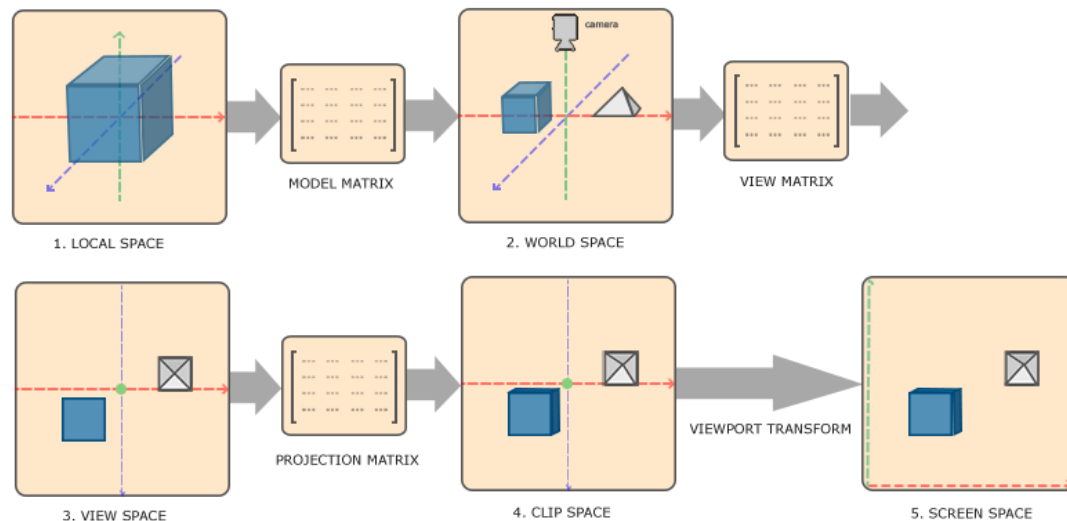 camera
MODEL MATRIX
VIEW MATRIX
1. LOCAL SPACE
2. WORLD SPACE
PROJECTION MATRIX
VIEWPORT TRANSFORM
3. VIEW SPACE
4. CLIP SPACE
5. SCREEN SPACE